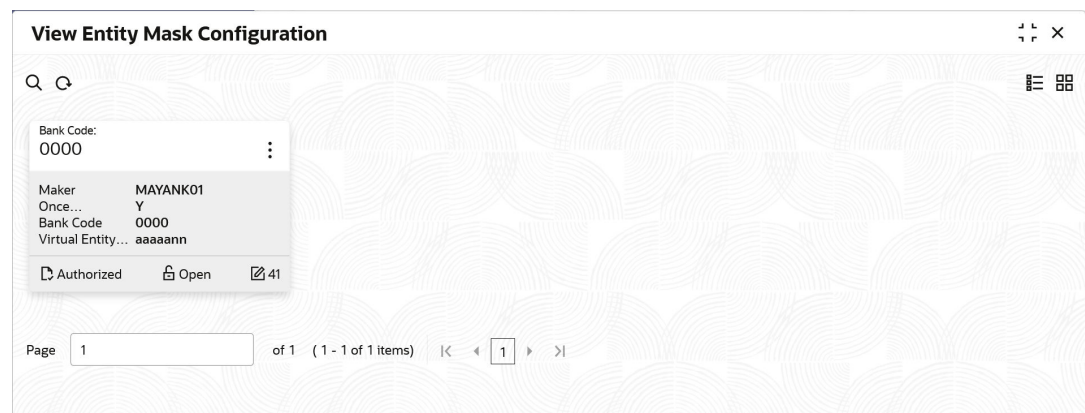 View Entity Mask Configuration
Bank Code:
0000
Maker MAYANK01
Once... Y
Bank Code 0000
Virtual Entity... aaaaann
Authorized Open 41
Page 1 of 1 (1 - 1 of 1 items) 1